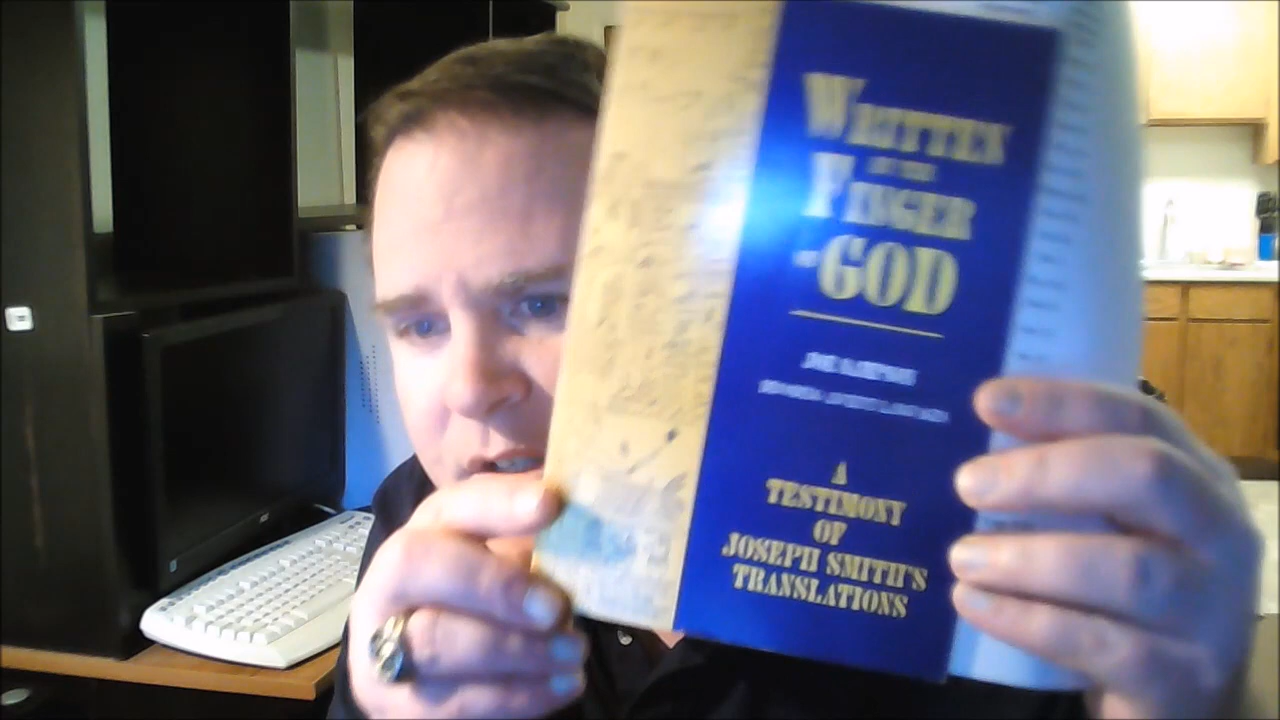 WRITTEN
BY THE
FINGER
OF GOD
A
TESTIMONY
OF
JOSEPH SMITH'S
TRANSLATIONS